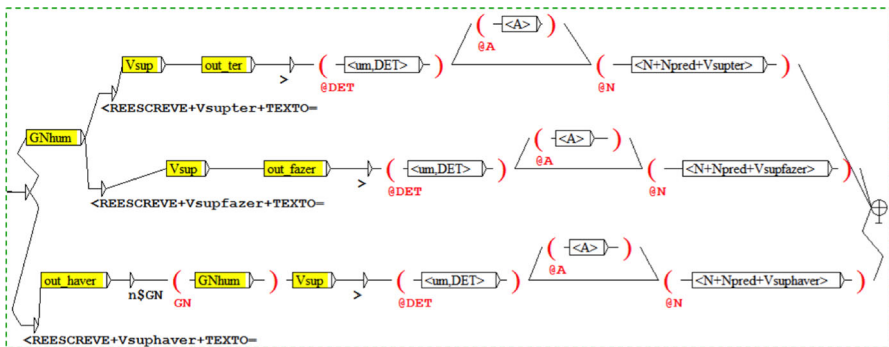 <A>
@A
Vsup out_ter > ( <um,DET> ) ( <N+Npred+Vsupter> )
@DET @N
<REESCREVE+Vsupter+TEXTO=
GNhum
<A>
@A
Vsup out_fazer > ( <um,DET> ) ( <N+Npred+Vsupfazer> )
@DET @N
<REESCREVE+Vsupfazer+TEXTO=
<A>
@A
out_haver ( GNhum ) Vsup > ( <um,DET> ) ( <N+Npred+Vsuphaver> )
n$GN GN @DET @N
<REESCREVE+Vsuphaver+TEXTO=